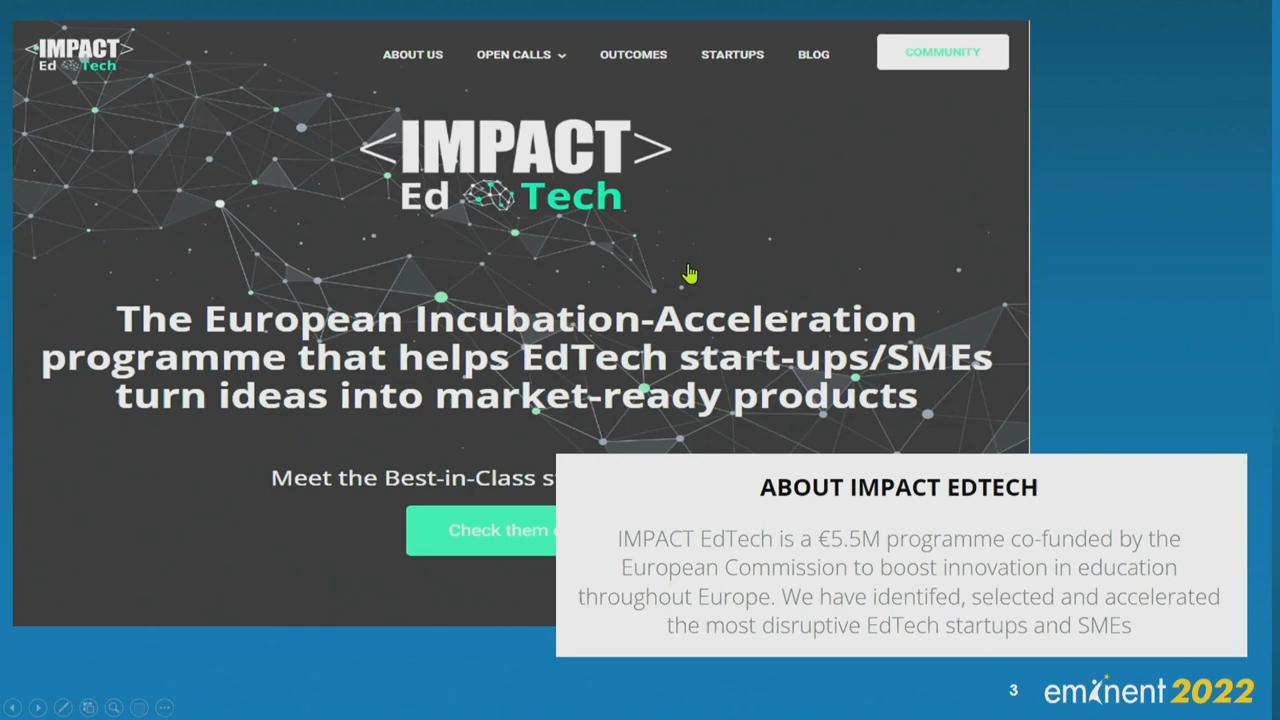 <IMPACT>
Ed Tech
ABOUT US
OPEN CALLS
OUTCOMES
STARTUPS
BLOG
COMMUNITY
<IMPACT>
Ed Tech
The European Incubation-Acceleration
programme that helps EdTech start-ups/SMEs
turn ideas into market-ready products
Meet the Best-in-Class
Check them
ABOUT IMPACT EDTECH
IMPACT EdTech is a €5.5M programme co-funded by the
European Commission to boost innovation in education
throughout Europe. We have identifed, selected and accelerated
the most disruptive EdTech startups and SMEs
3
eminent 2022